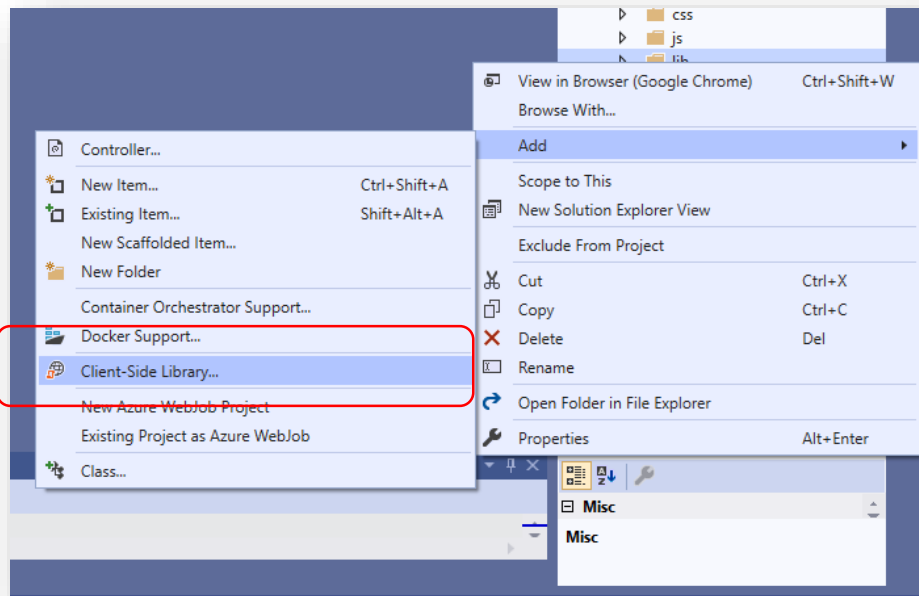 css
js
lib
View in Browser (Google Chrome) Ctrl+Shift+W
Browse With...
Add
Scope to This
New Solution Explorer View
Exclude From Project
Cut Ctrl+X
Copy Ctrl+C
Delete Del
Rename
Open Folder in File Explorer
Properties Alt+Enter
Controller...
New Item... Ctrl+Shift+A
Existing Item... Shift+Alt+A
New Scaffolded Item...
New Folder
Container Orchestrator Support...
Docker Support...
Client-Side Library...
New Azure WebJob Project
Existing Project as Azure WebJob
Class...
Misc
Misc